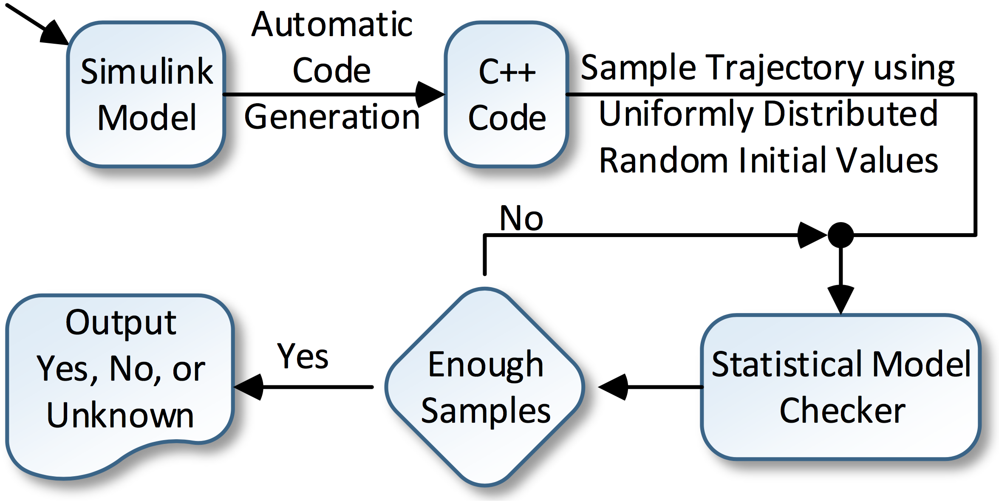 Simulink
Model
Automatic
Code
Generation
C++
Code
Sample Trajectory using
Uniformly Distributed
Random Initial Values
No
Statistical Model
Checker
Enough
Samples
Yes
Output
Yes, No, or
Unknown